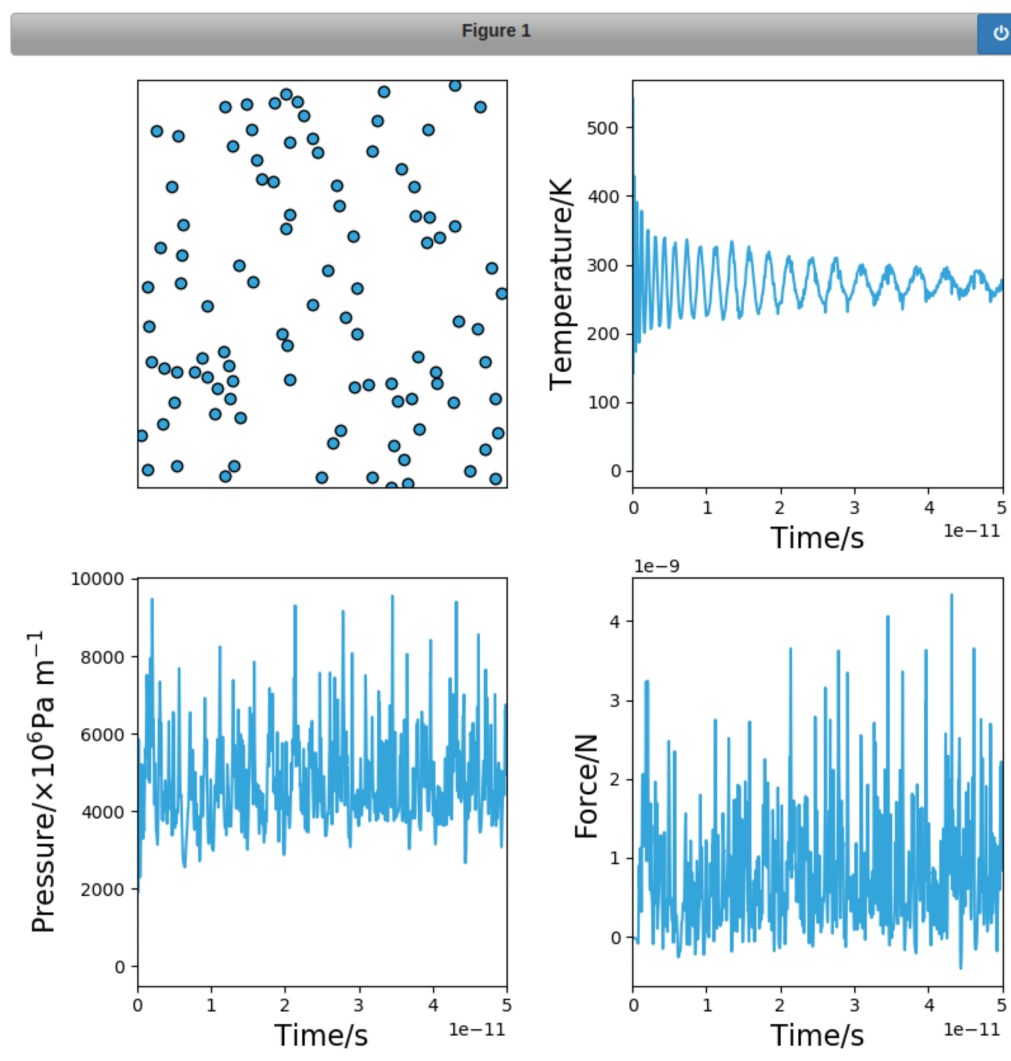 Figure 1
Temperature/K
500
400
300
200
100
0
0 1 2 3 4 5
1e−11
Time/s
Pressure/×10⁶Pa m⁻¹
10000
8000
6000
4000
2000
0
0 1 2 3 4 5
1e−11
Time/s
1e−9
Force/N
4
3
2
1
0
0 1 2 3 4 5
1e−11
Time/s